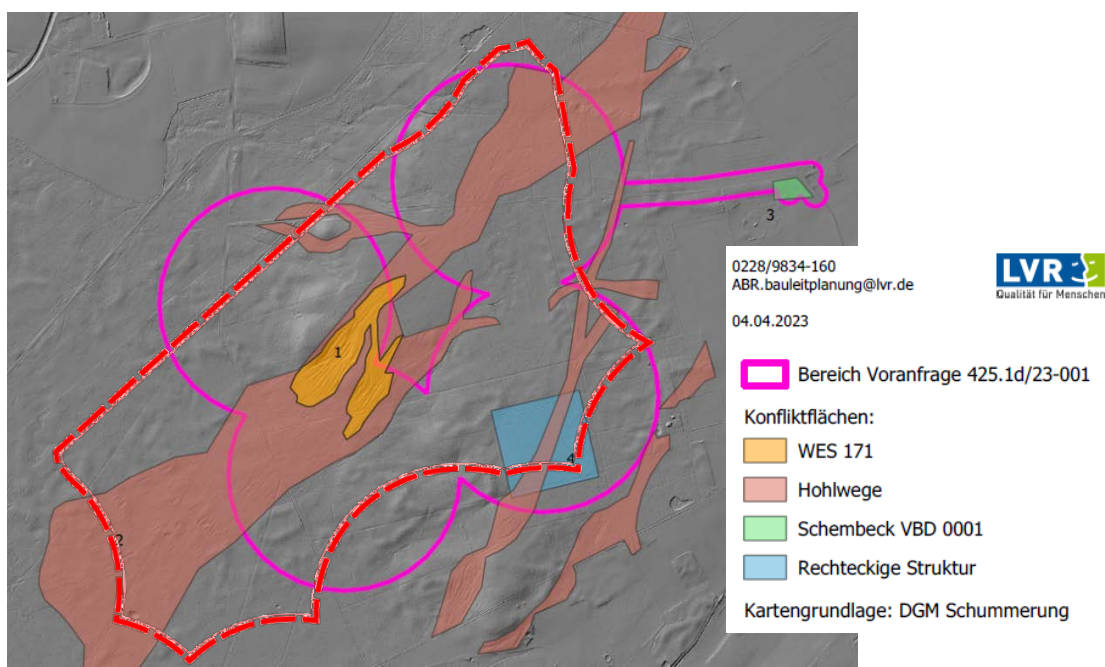 1
2
3
4
0228/9834-160
ABR.bauleitplanung@lvr.de
LVR
Qualität für Menschen
04.04.2023
Bereich Voranfrage 425.1d/23-001
Konfliktflächen:
WES 171
Hohlwege
Schembeck VBD 0001
Rechteckige Struktur
Kartengrundlage: DGM Schummerung